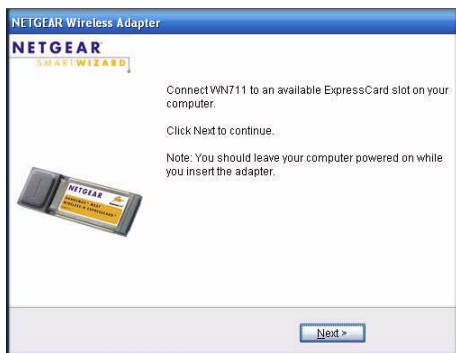 NETGEAR Wireless Adapter
NETGEAR
SMARTWIZARD
Connect WN711 to an available ExpressCard slot on your
computer.
Click Next to continue.
Note: You should leave your computer powered on while
you insert the adapter.
NETGEAR
Next >